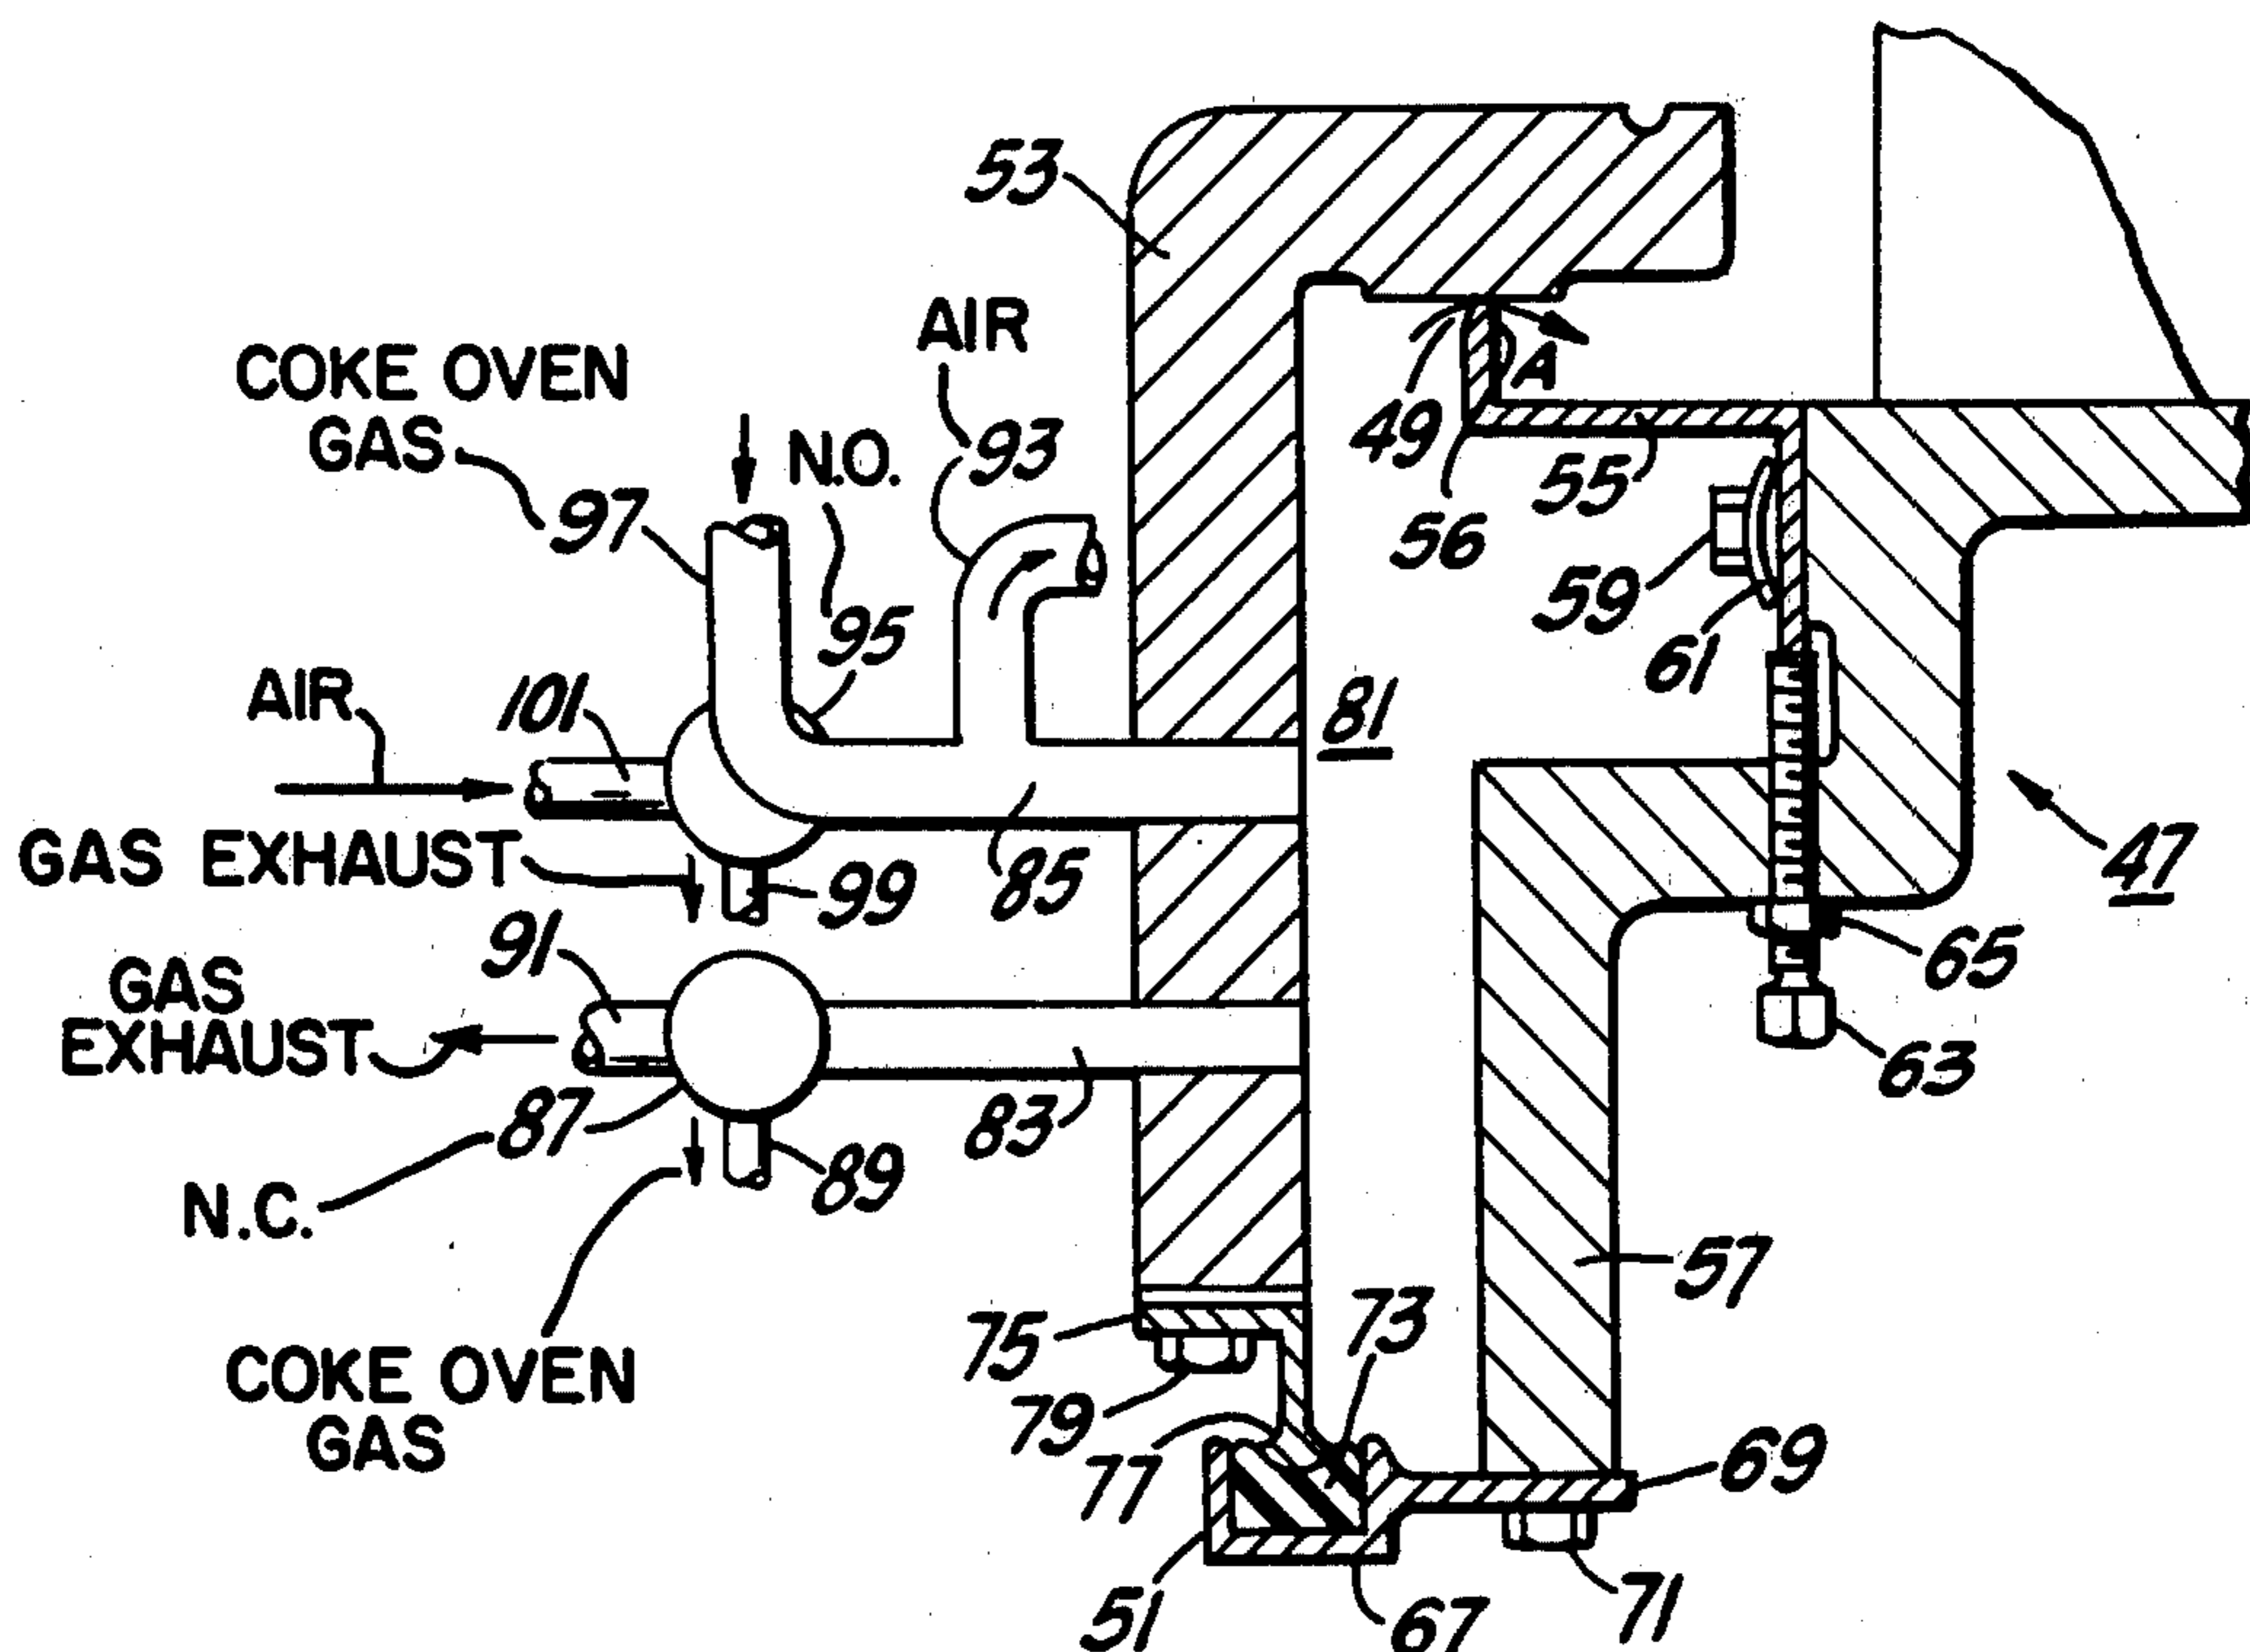 53
AIR
COKE OVEN
GAS
93
N.O.
97
49
A
56
55
59
61
95
AIR
101
81
GAS EXHAUST
99
85
47
65
63
91
GAS
EXHAUST
87
83
89
N.C.
57
COKE OVEN
GAS
75
73
79
77
69
51
67
71